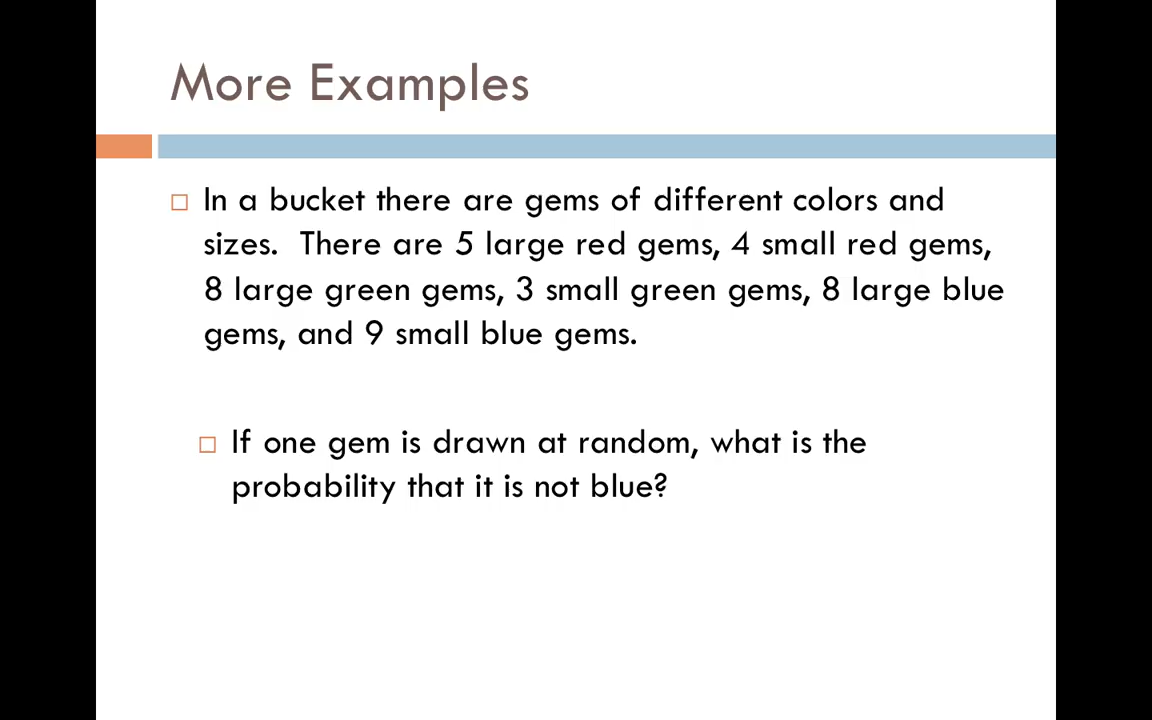 More Examples
In a bucket there are gems of different colors and
sizes. There are 5 large red gems, 4 small red gems,
8 large green gems, 3 small green gems, 8 large blue
gems, and 9 small blue gems.
If one gem is drawn at random, what is the
probability that it is not blue?